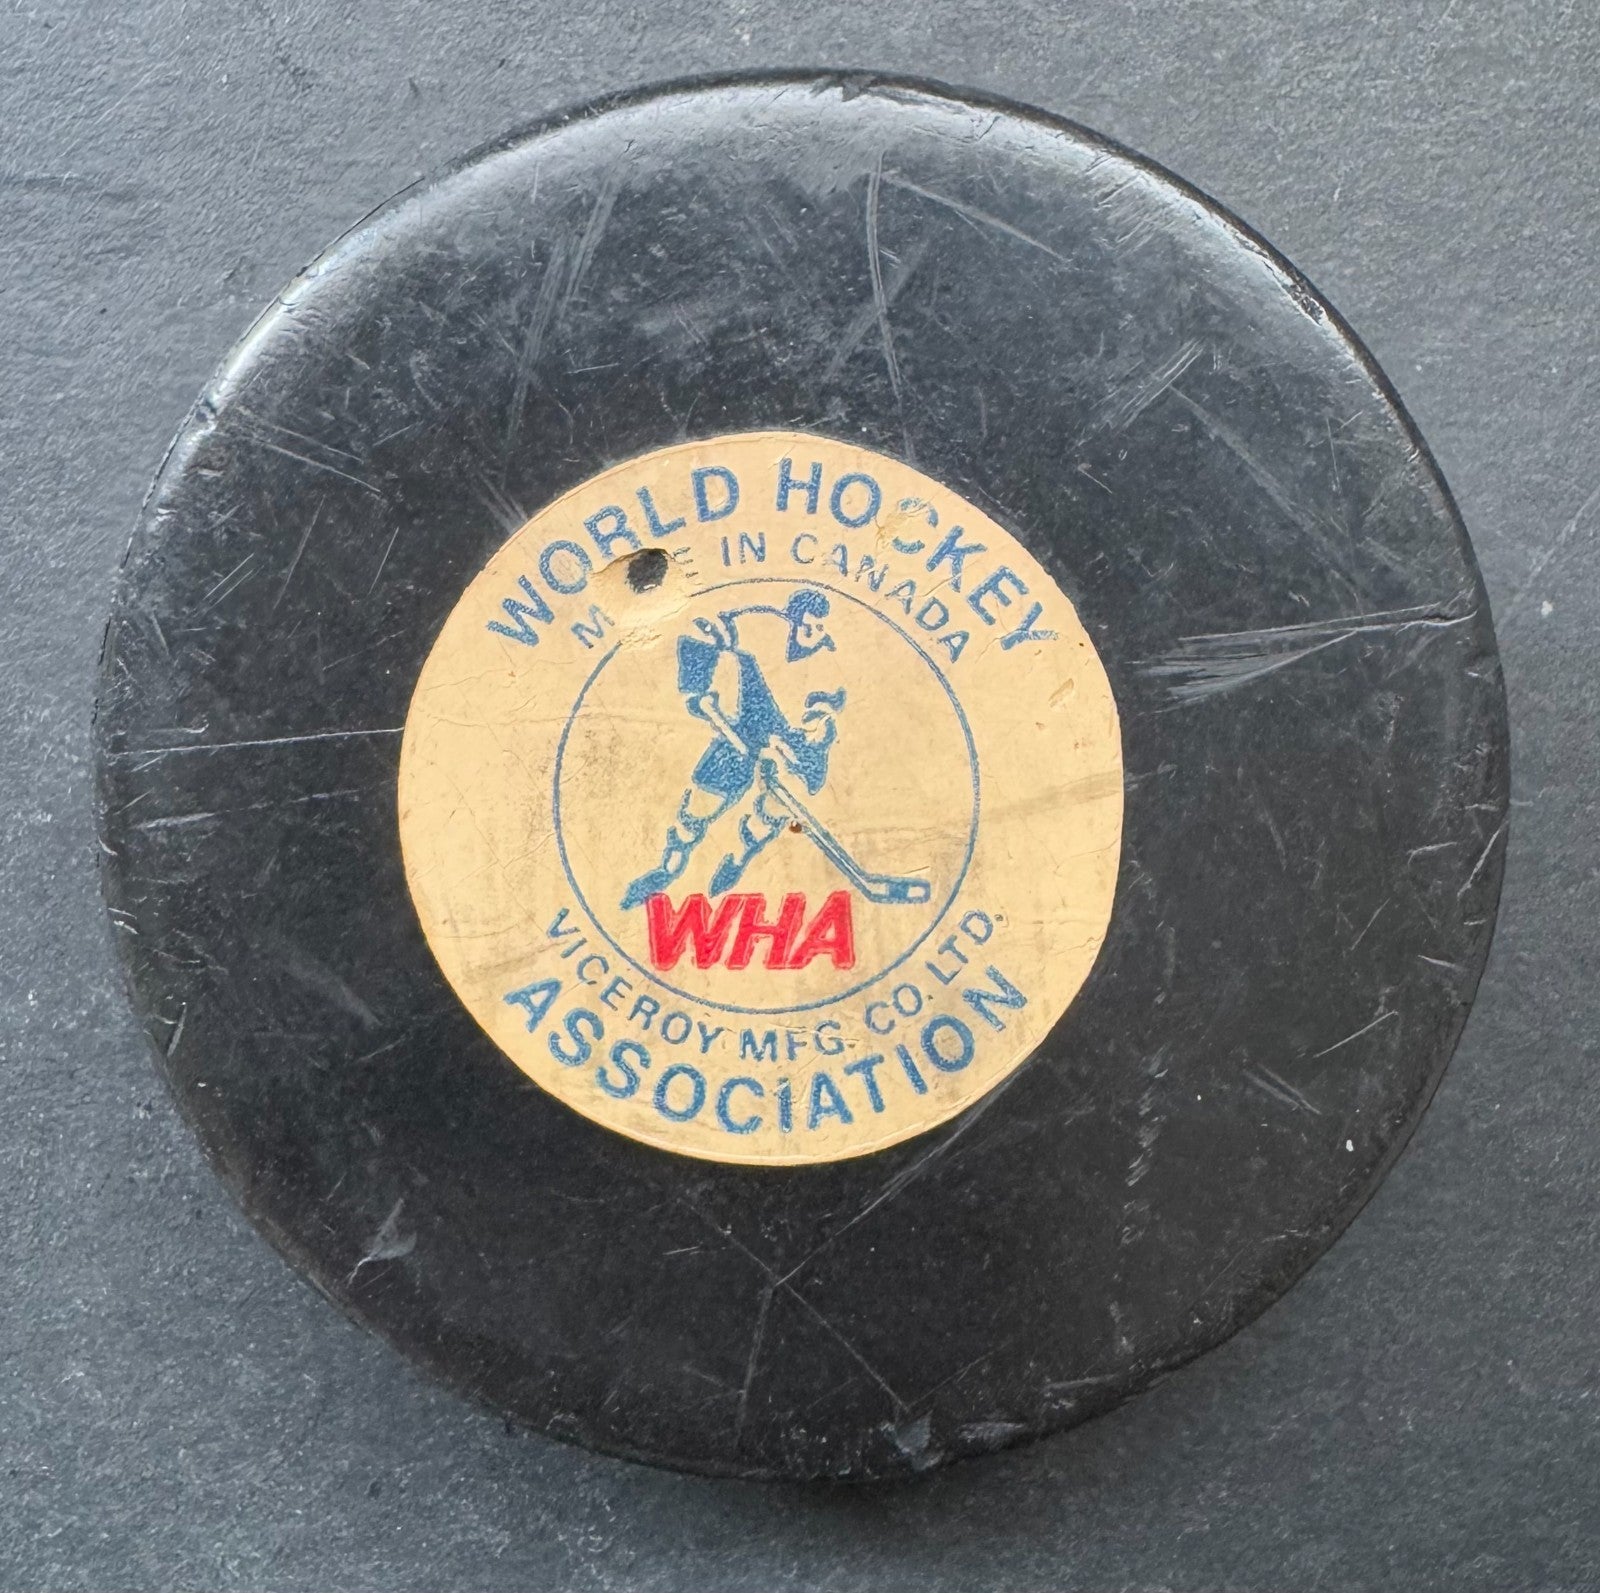 WORLD HOCKEY
IN CANADA
WHA
VICEROY MFG. CO. LTD.
ASSOCIATION